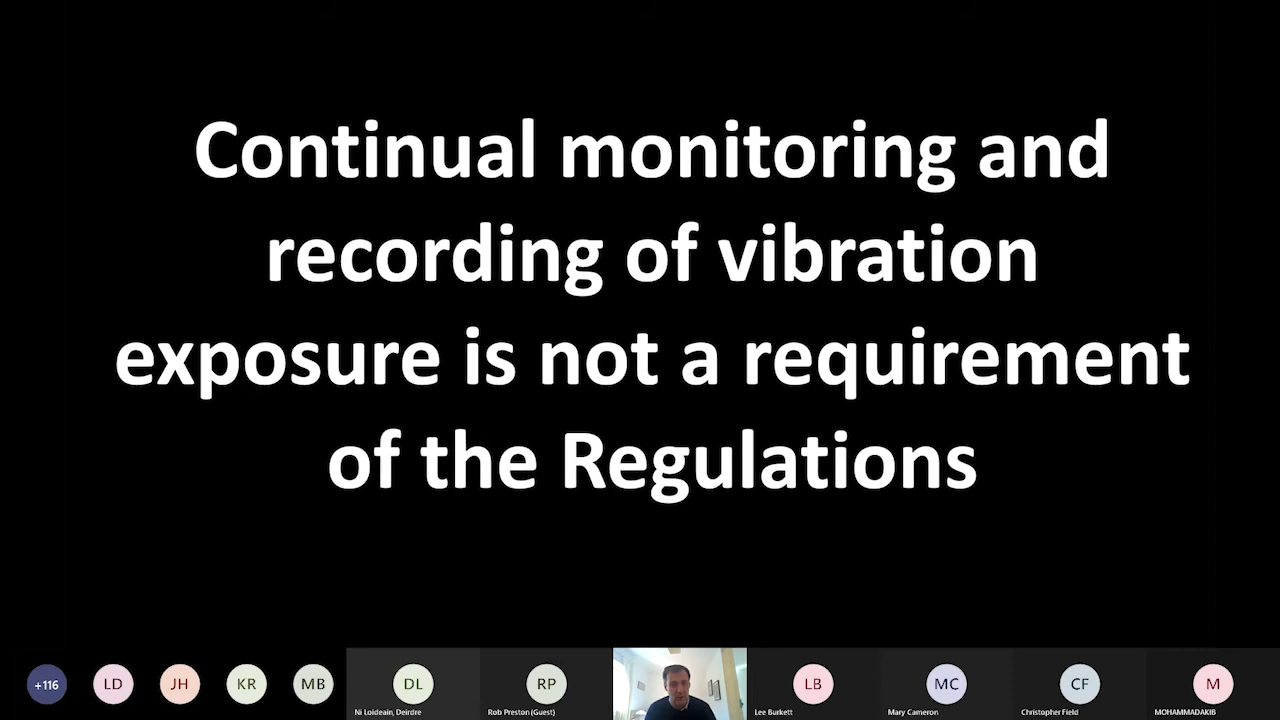 Continual monitoring and
recording of vibration
exposure is not a requirement
of the Regulations
+116
LD
JH
KR
MB
DL
RP
LB
MC
CF
M
Ni Loideain, Deirdre
Rob Preston (Guest)
Lee Burkett
Mary Cameron
Christopher Field
MOHAMMADAKIB